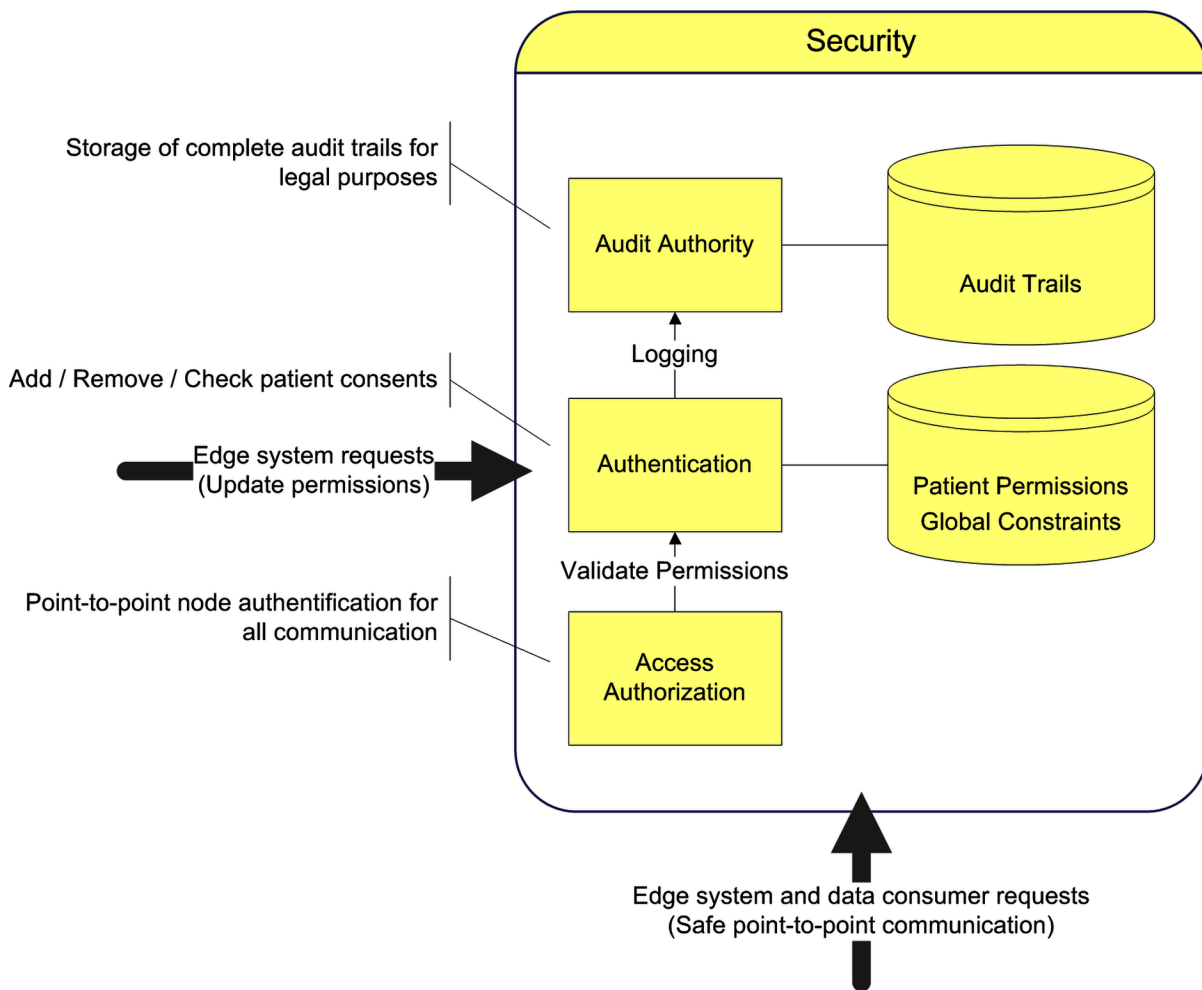 Security
Storage of complete audit trails for
legal purposes
Audit Authority
Audit Trails
Logging
Add / Remove / Check patient consents
Edge system requests
(Update permissions)
Authentication
Patient Permissions
Global Constraints
Validate Permissions
Point-to-point node authentification for
all communication
Access
Authorization
Edge system and data consumer requests
(Safe point-to-point communication)